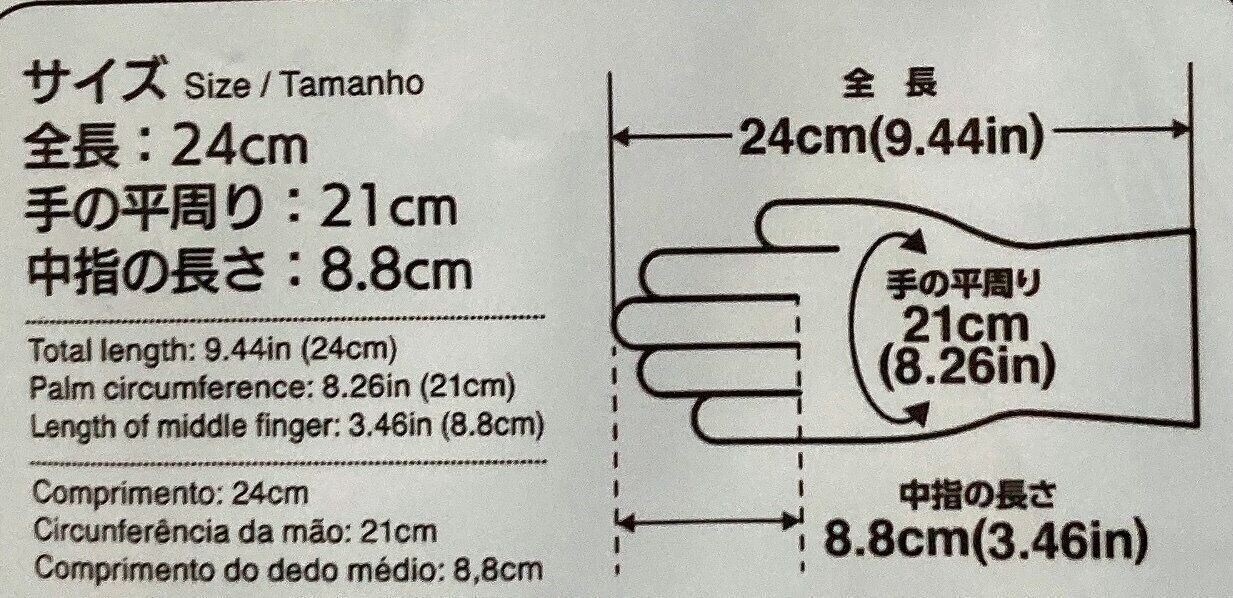 サイズ Size / Tamanho
全長：24cm
手の平周り：21cm
中指の長さ：8.8cm
Total length: 9.44in (24cm)
Palm circumference: 8.26in (21cm)
Length of middle finger: 3.46in (8.8cm)
Comprimento: 24cm
Circunferência da mão: 21cm
Comprimento do dedo médio: 8,8cm
全 長
24cm(9.44in)
手の平周り
21cm
(8.26in)
中指の長さ
8.8cm(3.46in)